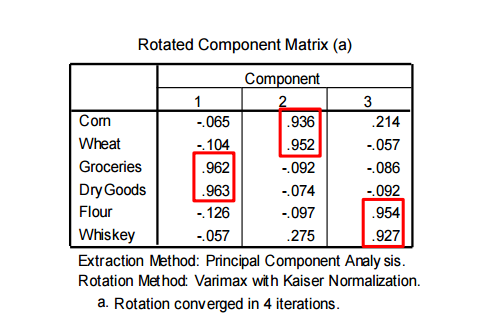 Rotated Component Matrix (a)
Component
1 2 3
Corn -.065 .936 .214
Wheat -.104 .952 -.057
Groceries .962 -.092 -.086
Dry Goods .963 -.074 -.092
Flour -.126 -.097 .954
Whiskey -.057 .275 .927
Extraction Method: Principal Component Analysis.
Rotation Method: Varimax with Kaiser Normalization.
a. Rotation converged in 4 iterations.